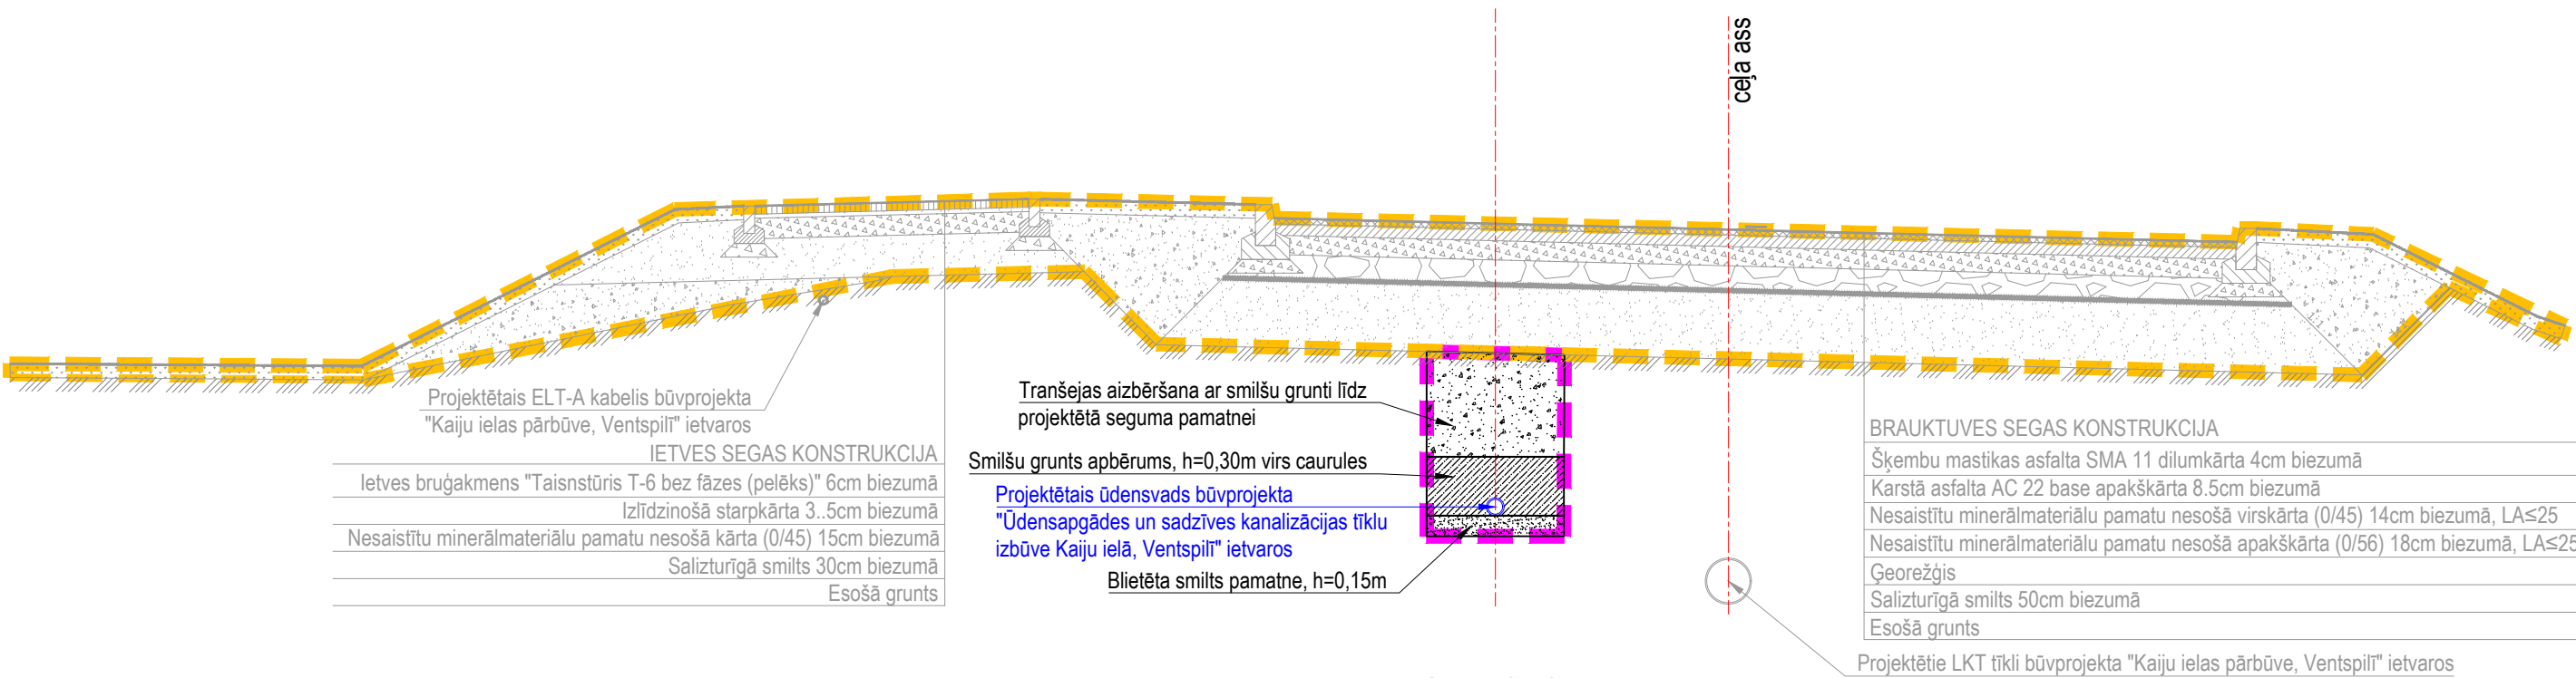 ceļa ass
Projektētais ELT-A kabelis būvprojekta
"Kaiju ielas pārbūve, Ventspilī" ietvaros
IETVES SEGAS KONSTRUKCIJA
Ietves bruģakmens "Taisnstūris T-6 bez fāzes (pelēks)" 6cm biezumā
Izlīdzinošā starpkārta 3..5cm biezumā
Nesaistītu minerālmateriālu pamatu nesošā kārta (0/45) 15cm biezumā
Salizturīgā smilts 30cm biezumā
Esošā grunts
Tranšejas aizbēršana ar smilšu grunti līdz
projektētā seguma pamatnei
Smilšu grunts apbērums, h=0,30m virs caurules
Projektētais ūdensvads būvprojekta
"Ūdensapgādes un sadzīves kanalizācijas tīklu
izbūve Kaiju ielā, Ventspilī" ietvaros
Blietēta smilts pamatne, h=0,15m
BRAUKTUVES SEGAS KONSTRUKCIJA
Šķembu mastikas asfalta SMA 11 dilumkārta 4cm biezumā
Karstā asfalta AC 22 base apakškārta 8.5cm biezumā
Nesaistītu minerālmateriālu pamatu nesošā virskārta (0/45) 14cm biezumā, LA≤25
Nesaistītu minerālmateriālu pamatu nesošā apakškārta (0/56) 18cm biezumā, LA≤25
Ģeorežģis
Salizturīgā smilts 50cm biezumā
Esošā grunts
Projektētie LKT tīkli būvprojekta "Kaiju ielas pārbūve, Ventspilī" ietvaros